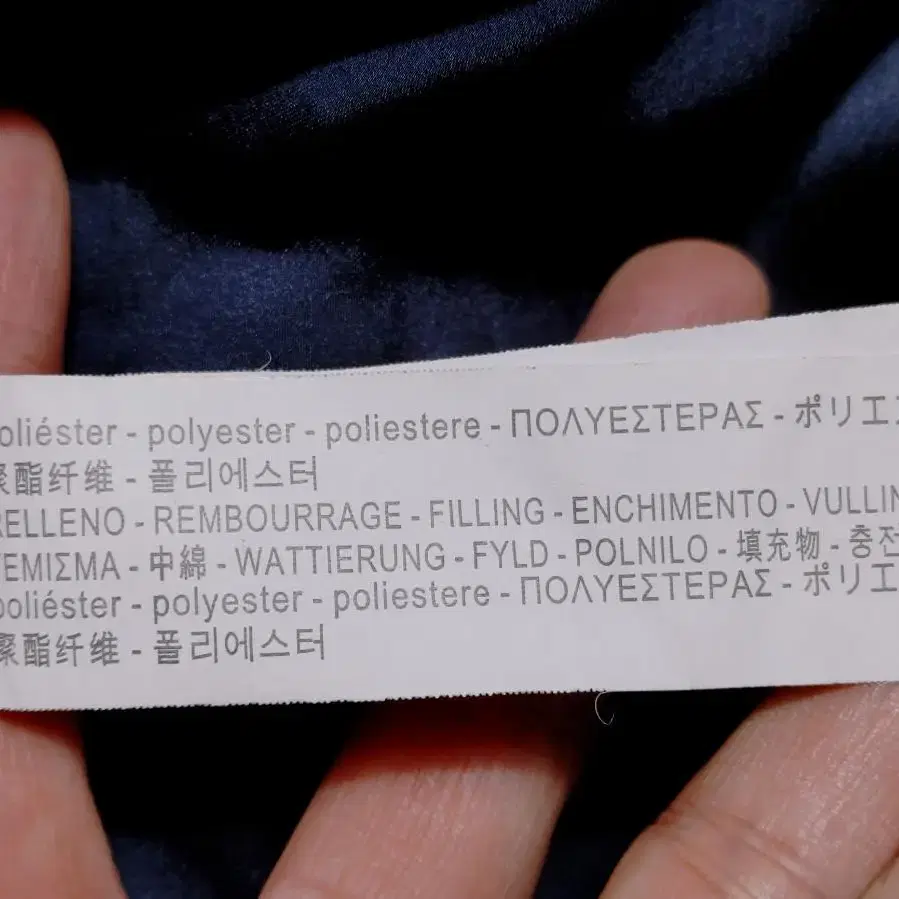 oliéster - polyester - poliestere - ΠΟΛΥΕΣΤΕΡΑΣ - ポリエ
聚酯纤维 - 폴리에스터
RELLENO - REMBOURRAGE - FILLING - ENCHIMENTO - VULLIN
ΓΕΜΙΣΜΑ - 中綿 - WATTIERUNG - FYLD - POLNILO - 填充物 - 충전
poliéster - polyester - poliestere - ΠΟΛΥΕΣΤΕΡΑΣ - ポリエ
聚酯纤维 - 폴리에스터